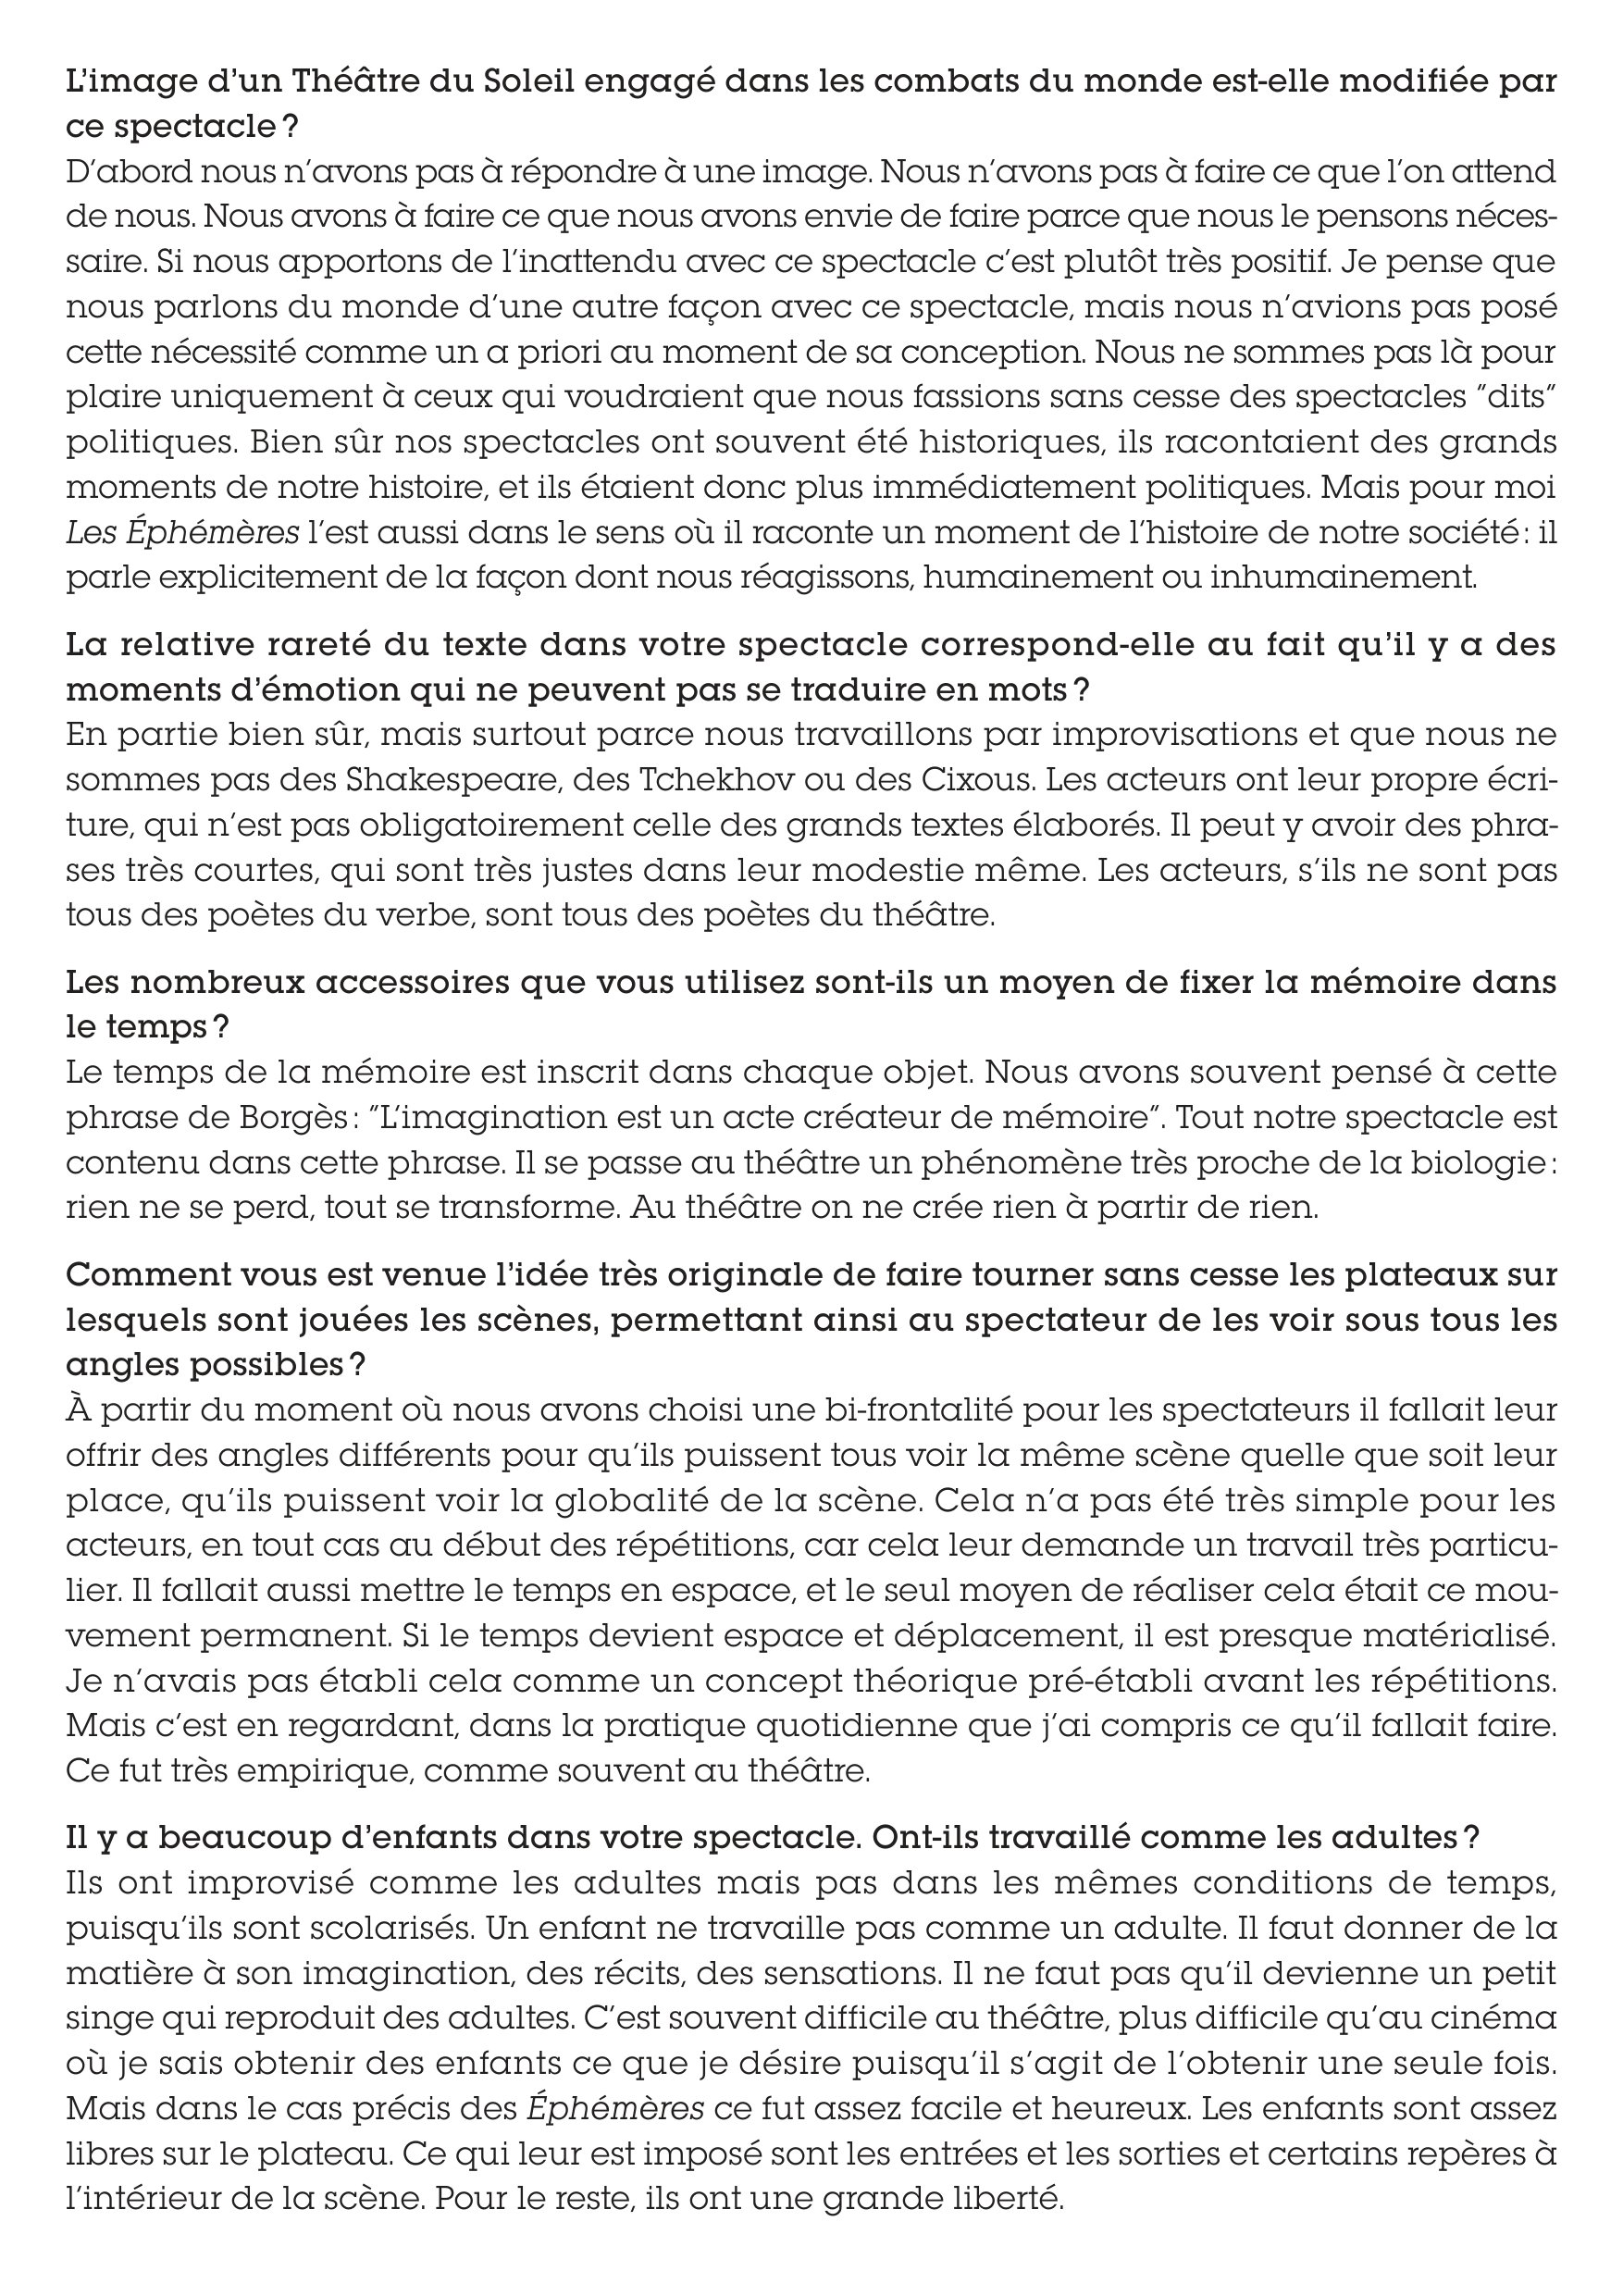 L’image d’un Théâtre du Soleil engagé dans les combats du monde est-elle modifiée par
ce spectacle ?
D’abord nous n’avons pas à répondre à une image. Nous n’avons pas à faire ce que l’on attend
de nous. Nous avons à faire ce que nous avons envie de faire parce que nous le pensons néces-
saire. Si nous apportons de l’inattendu avec ce spectacle c’est plutôt très positif. Je pense que
nous parlons du monde d’une autre façon avec ce spectacle, mais nous n’avions pas posé
cette nécessité comme un a priori au moment de sa conception. Nous ne sommes pas là pour
plaire uniquement à ceux qui voudraient que nous fassions sans cesse des spectacles “dits”
politiques. Bien sûr nos spectacles ont souvent été historiques, ils racontaient des grands
moments de notre histoire, et ils étaient donc plus immédiatement politiques. Mais pour moi
Les Éphémères l’est aussi dans le sens où il raconte un moment de l’histoire de notre société : il
parle explicitement de la façon dont nous réagissons, humainement ou inhumainement.
La relative rareté du texte dans votre spectacle correspond-elle au fait qu’il y a des
moments d’émotion qui ne peuvent pas se traduire en mots ?
En partie bien sûr, mais surtout parce nous travaillons par improvisations et que nous ne
sommes pas des Shakespeare, des Tchekhov ou des Cixous. Les acteurs ont leur propre écri-
ture, qui n’est pas obligatoirement celle des grands textes élaborés. Il peut y avoir des phra-
ses très courtes, qui sont très justes dans leur modestie même. Les acteurs, s’ils ne sont pas
tous des poètes du verbe, sont tous des poètes du théâtre.
Les nombreux accessoires que vous utilisez sont-ils un moyen de fixer la mémoire dans
le temps ?
Le temps de la mémoire est inscrit dans chaque objet. Nous avons souvent pensé à cette
phrase de Borgès : “L’imagination est un acte créateur de mémoire”. Tout notre spectacle est
contenu dans cette phrase. Il se passe au théâtre un phénomène très proche de la biologie :
rien ne se perd, tout se transforme. Au théâtre on ne crée rien à partir de rien.
Comment vous est venue l’idée très originale de faire tourner sans cesse les plateaux sur
lesquels sont jouées les scènes, permettant ainsi au spectateur de les voir sous tous les
angles possibles ?
À partir du moment où nous avons choisi une bi-frontalité pour les spectateurs il fallait leur
offrir des angles différents pour qu’ils puissent tous voir la même scène quelle que soit leur
place, qu’ils puissent voir la globalité de la scène. Cela n’a pas été très simple pour les
acteurs, en tout cas au début des répétitions, car cela leur demande un travail très particu-
lier. Il fallait aussi mettre le temps en espace, et le seul moyen de réaliser cela était ce mou-
vement permanent. Si le temps devient espace et déplacement, il est presque matérialisé.
Je n’avais pas établi cela comme un concept théorique pré-établi avant les répétitions.
Mais c’est en regardant, dans la pratique quotidienne que j’ai compris ce qu’il fallait faire.
Ce fut très empirique, comme souvent au théâtre.
Il y a beaucoup d’enfants dans votre spectacle. Ont-ils travaillé comme les adultes ?
Ils ont improvisé comme les adultes mais pas dans les mêmes conditions de temps,
puisqu’ils sont scolarisés. Un enfant ne travaille pas comme un adulte. Il faut donner de la
matière à son imagination, des récits, des sensations. Il ne faut pas qu’il devienne un petit
singe qui reproduit des adultes. C’est souvent difficile au théâtre, plus difficile qu’au cinéma
où je sais obtenir des enfants ce que je désire puisqu’il s’agit de l’obtenir une seule fois.
Mais dans le cas précis des Éphémères ce fut assez facile et heureux. Les enfants sont assez
libres sur le plateau. Ce qui leur est imposé sont les entrées et les sorties et certains repères à
l’intérieur de la scène. Pour le reste, ils ont une grande liberté.